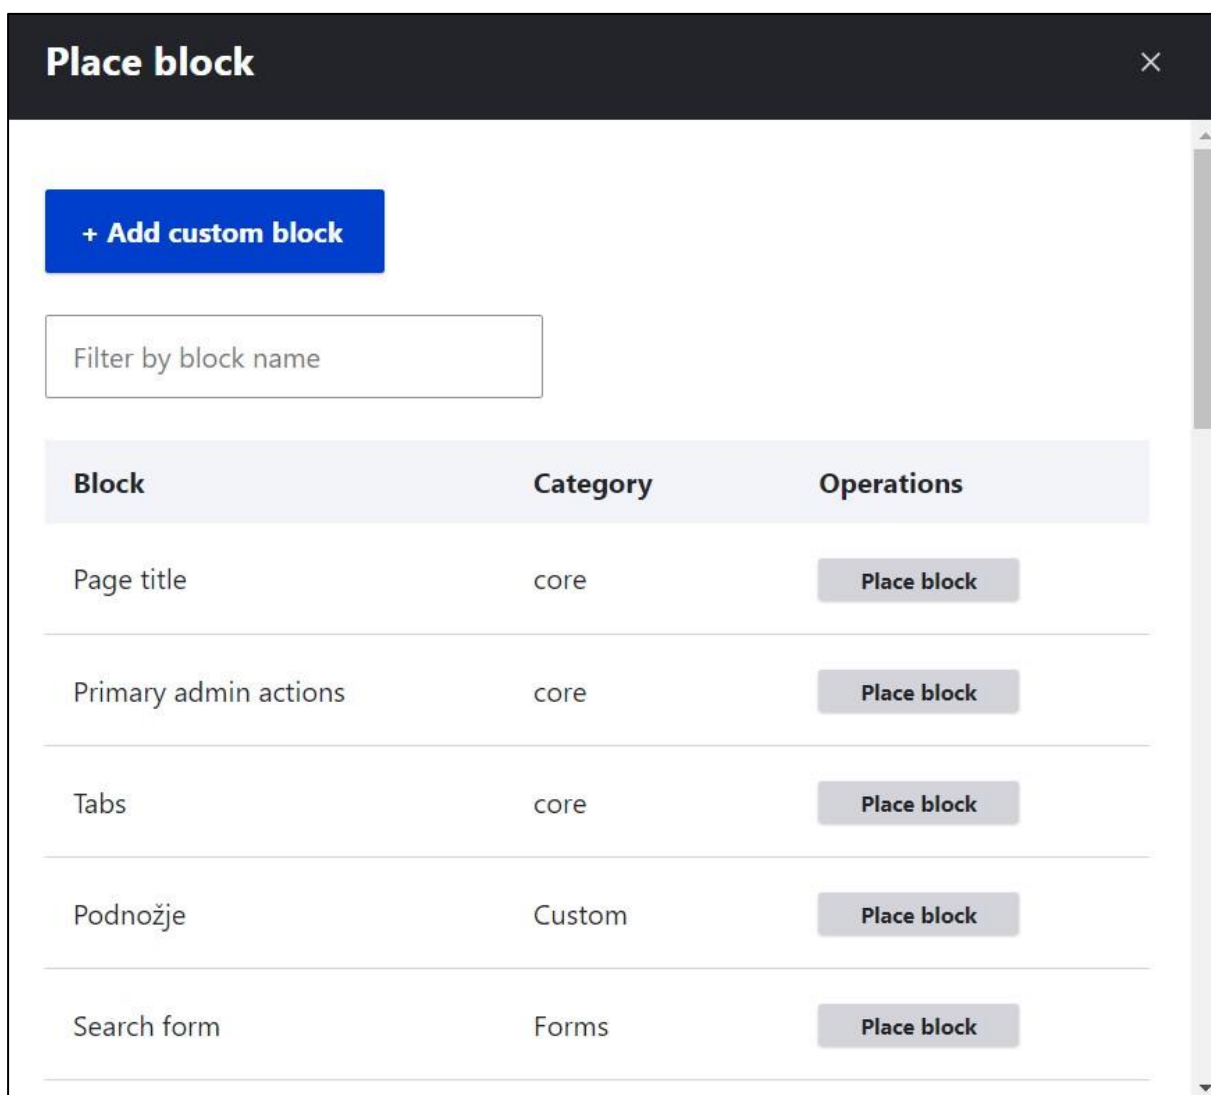 Place block
+ Add custom block
Filter by block name
Block Category Operations
Page title core Place block
Primary admin actions core Place block
Tabs core Place block
Podnožje Custom Place block
Search form Forms Place block